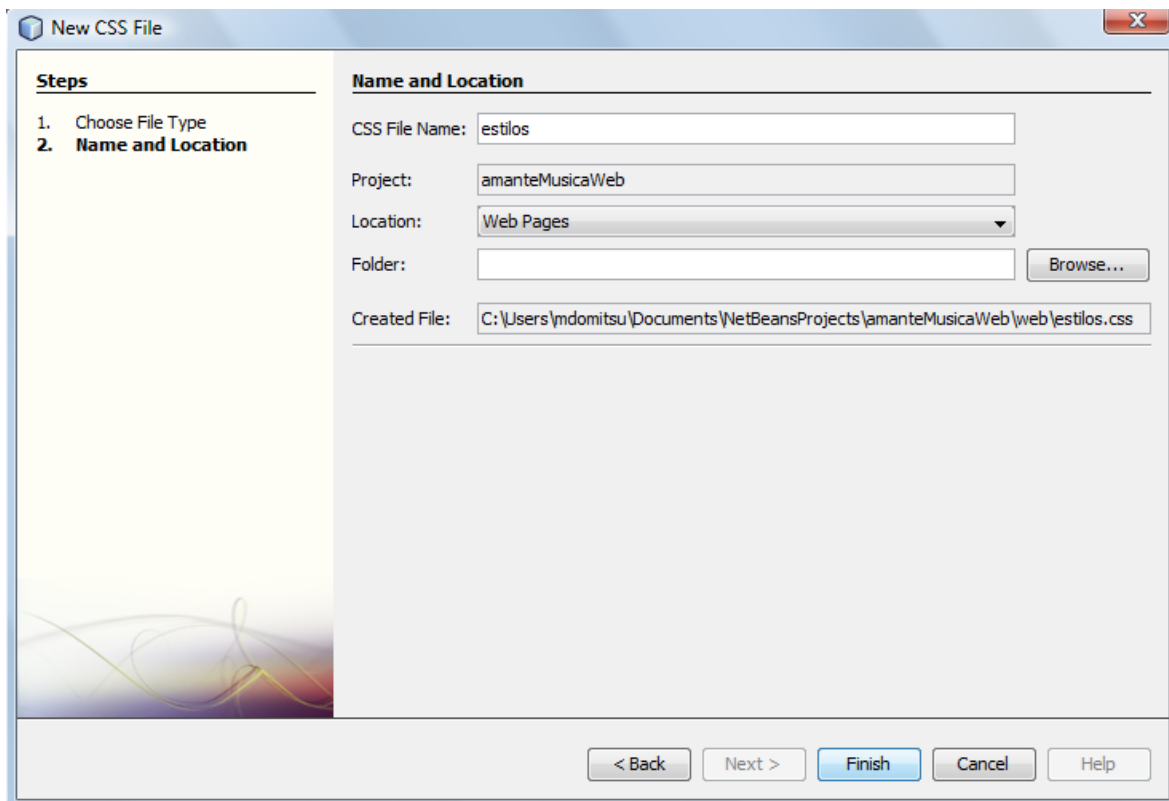 New CSS File
Steps
1. Choose File Type
2. Name and Location
Name and Location
CSS File Name: estilos
Project: amanteMusicaWeb
Location: Web Pages
Folder: Browse...
Created File: C:\Users\mdomitsu\Documents\NetBeansProjects\amanteMusicaWeb\web\estilos.css
< Back Next > Finish Cancel Help